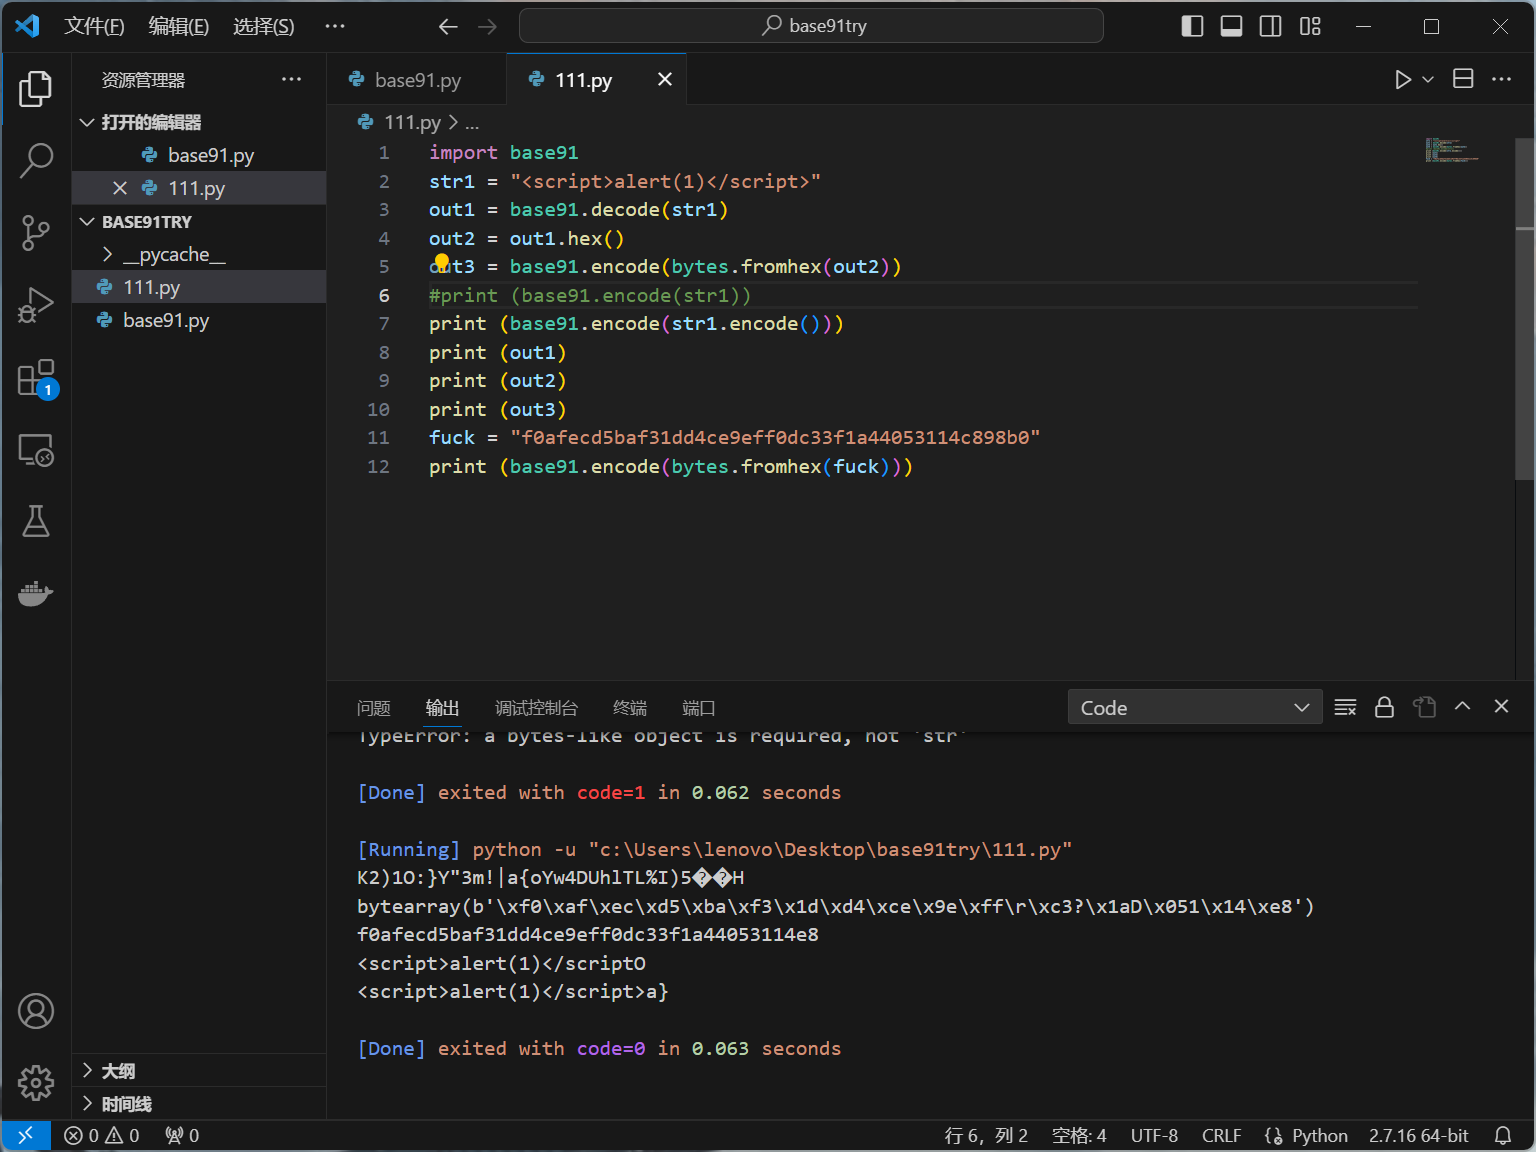 文件(F) 编辑(E) 选择(S) ··· base91try
资源管理器 ···
base91.py 111.py
打开的编辑器
base91.py
111.py
BASE91TRY
__pycache__
111.py
base91.py
111.py > ...
1 import base91
2 str1 = "<script>alert(1)</script>"
3 out1 = base91.decode(str1)
4 out2 = out1.hex()
5 out3 = base91.encode(bytes.fromhex(out2))
6 #print (base91.encode(str1))
7 print (base91.encode(str1.encode()))
8 print (out1)
9 print (out2)
10 print (out3)
11 fuck = "f0afecd5baf31dd4ce9eff0dc33f1a44053114c898b0"
12 print (base91.encode(bytes.fromhex(fuck)))
1
问题 输出 调试控制台 终端 端口 Code
TypeError: a bytes-like object is required, not 'str'
[Done] exited with code=1 in 0.062 seconds
[Running] python -u "c:\Users\lenovo\Desktop\base91try\111.py"
K2)1O:}Y"3m!|a{oYw4DUhlTL%I)5��H
bytearray(b'\xf0\xaf\xec\xd5\xba\xf3\x1d\xd4\xce\x9e\xff\r\xc3?\x1aD\x051\x14\xe8')
f0afecd5baf31dd4ce9eff0dc33f1a44053114e8
<script>alert(1)</scriptO
<script>alert(1)</script>a}
[Done] exited with code=0 in 0.063 seconds
大纲
时间线
0 0 0 行 6，列 2 空格: 4 UTF-8 CRLF Python 2.7.16 64-bit